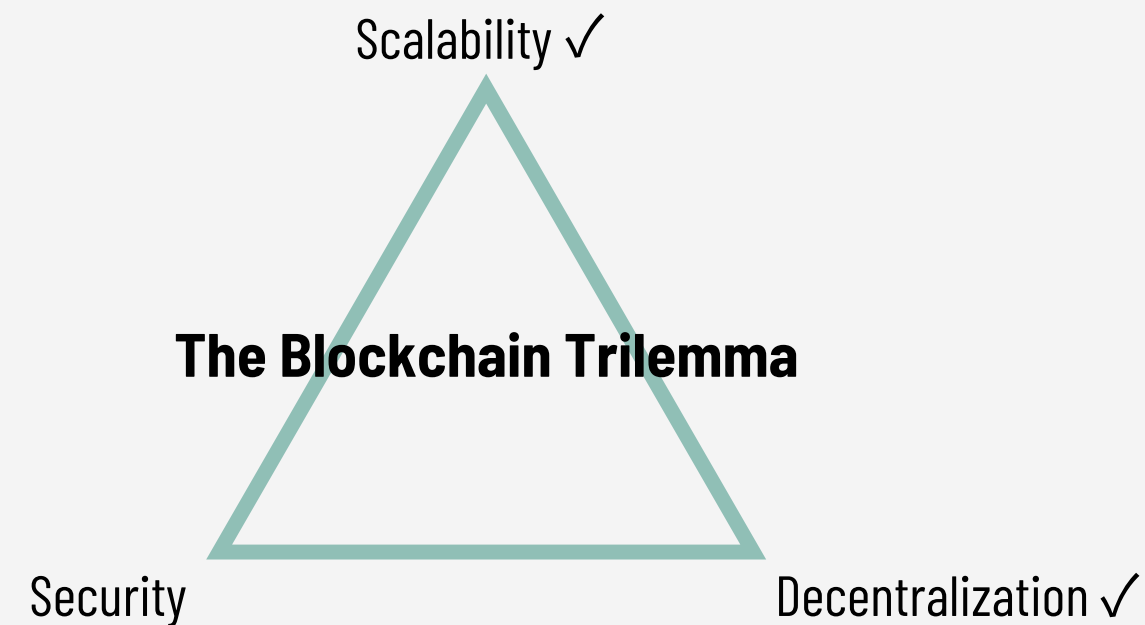 Scalability ✓
The Blockchain Trilemma
Security
Decentralization ✓